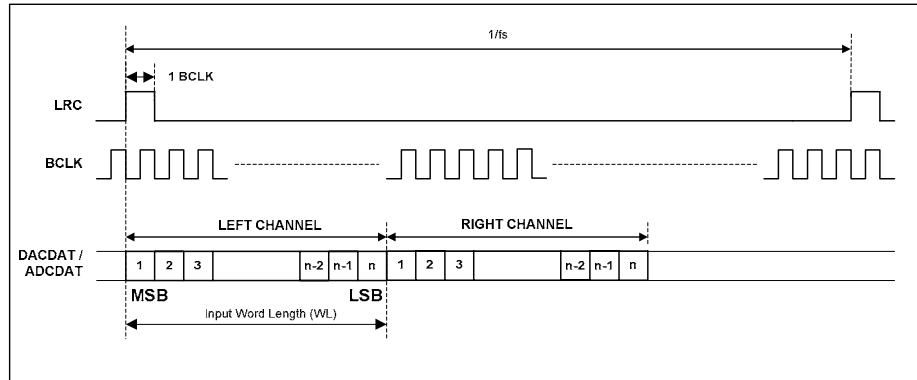 1/fs
1 BCLK
LRC
BCLK
LEFT CHANNEL
RIGHT CHANNEL
DACDAT /
ADCDAT
1 2 3 n-2 n-1 n 1 2 3 n-2 n-1 n
MSB LSB
Input Word Length (WL)